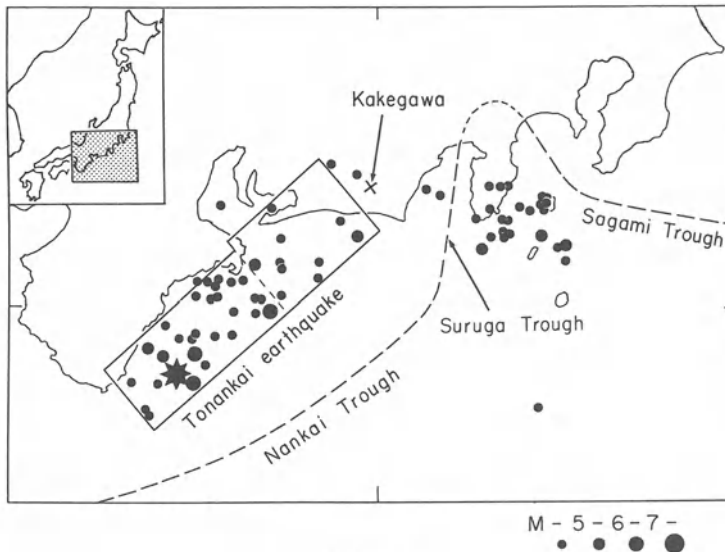 Kakegawa
Sagami Trough
Suruga Trough
Tonankai earthquake
Nankai Trough
M - 5 - 6 - 7 -